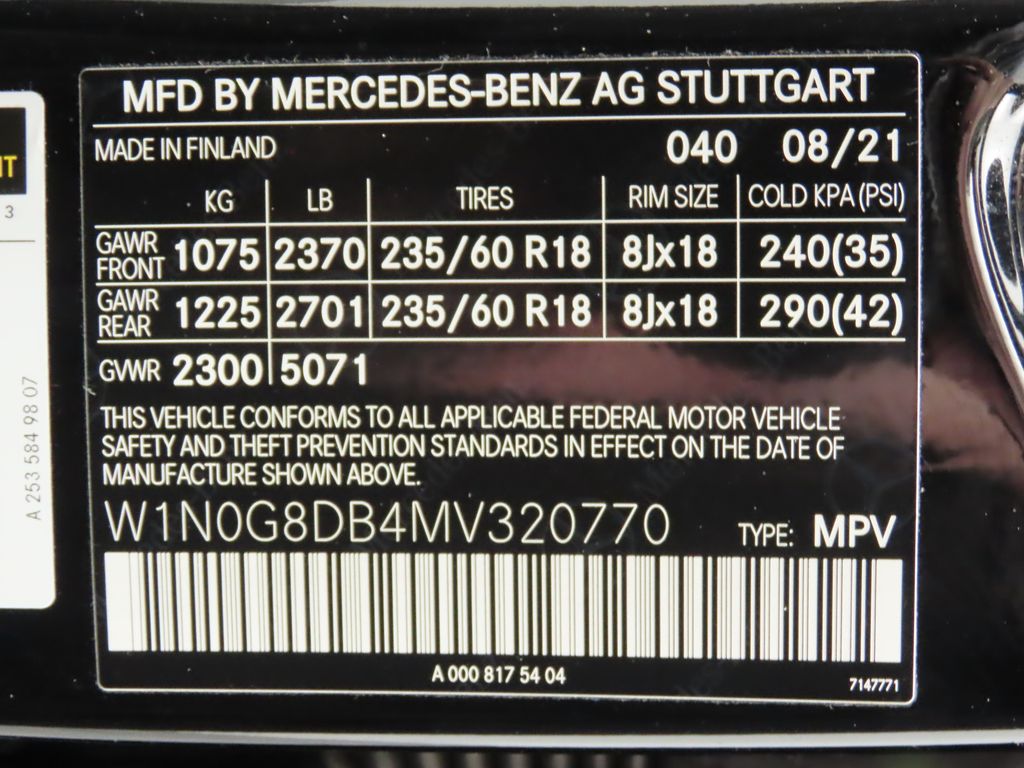 MFD BY MERCEDES-BENZ AG STUTTGART
MADE IN FINLAND 040 08/21
KG LB TIRES RIM SIZE COLD KPA (PSI)
GAWR FRONT 1075 2370 235/60 R18 8Jx18 240(35)
GAWR REAR 1225 2701 235/60 R18 8Jx18 290(42)
GVWR 2300 5071
THIS VEHICLE CONFORMS TO ALL APPLICABLE FEDERAL MOTOR VEHICLE
SAFETY AND THEFT PREVENTION STANDARDS IN EFFECT ON THE DATE OF
MANUFACTURE SHOWN ABOVE.
W1N0G8DB4MV320770 TYPE: MPV
A 000 817 54 04
7147771
3
A 253 584 98 07